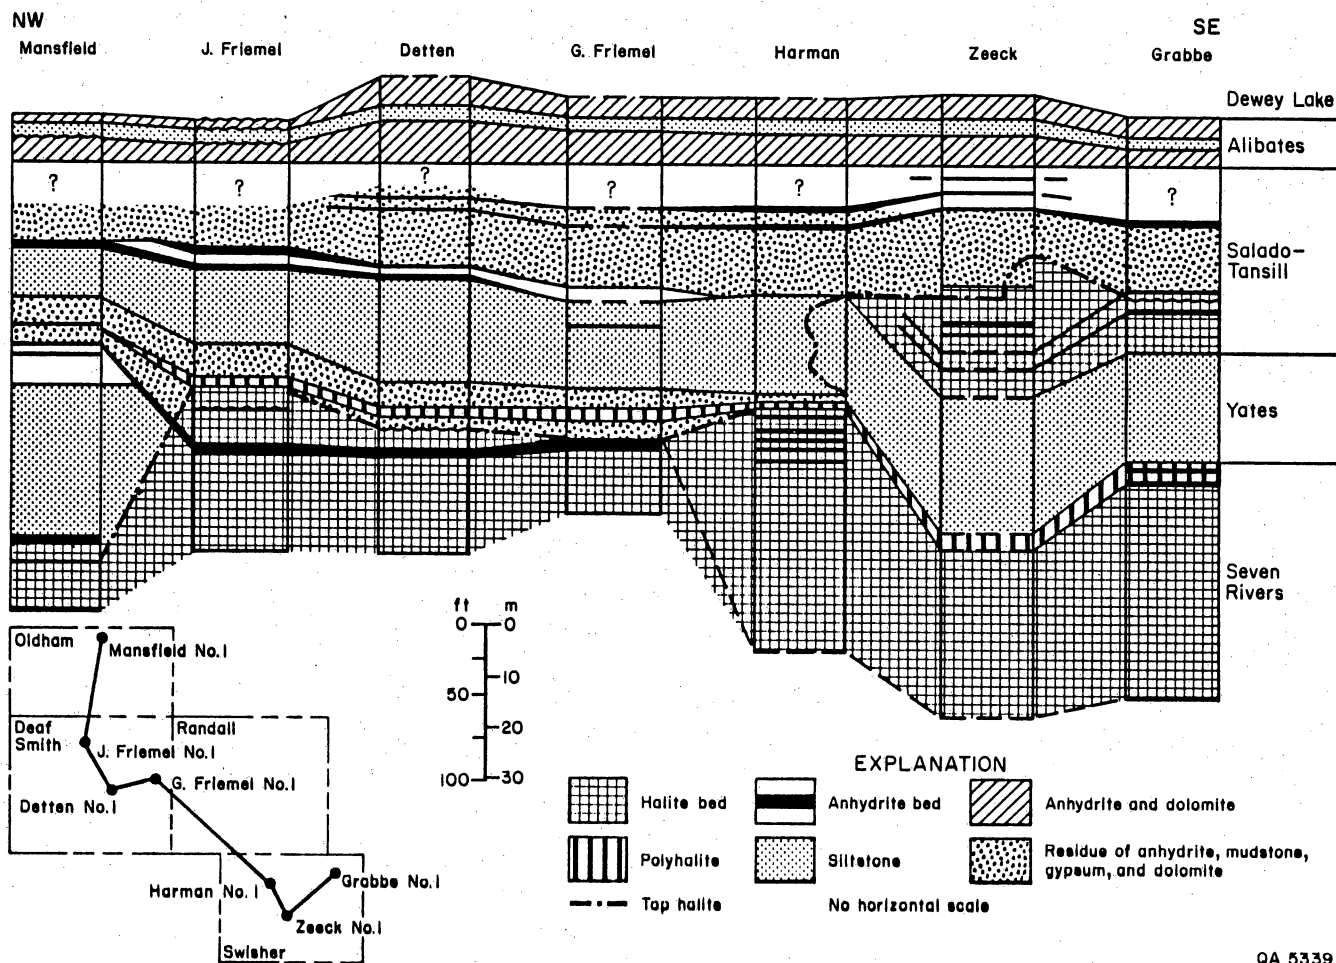 NW
SE
Mansfield
J. Friemel
Detten
G. Friemel
Harman
Zeeck
Grabbe
Dewey Lake
Alibates
?
?
?
?
?
?
Salado-
Tansill
Yates
Seven
Rivers
ft m
0 0
10
50
20
100 30
Oldham
Mansfield No.1
Deaf
Smith
Randall
J. Friemel No.1
G. Friemel No.1
Detten No.1
Harman No.1
Grabbe No.1
Zeeck No.1
Swisher
EXPLANATION
Halite bed
Anhydrite bed
Anhydrite and dolomite
Polyhalite
Siltstone
Residue of anhydrite, mudstone,
gypsum, and dolomite
Top halite
No horizontal scale
QA 5339